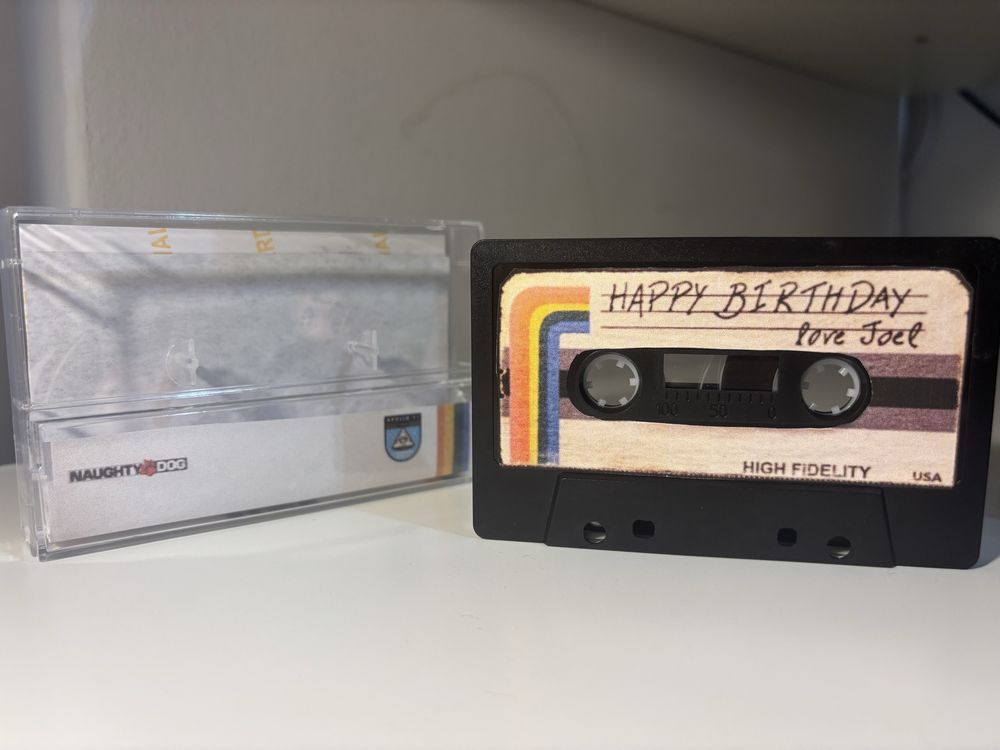 NAUGHTY DOG
HAPPY BIRTHDAY
love Joel
100 50 0
HIGH FiDELITY
USA